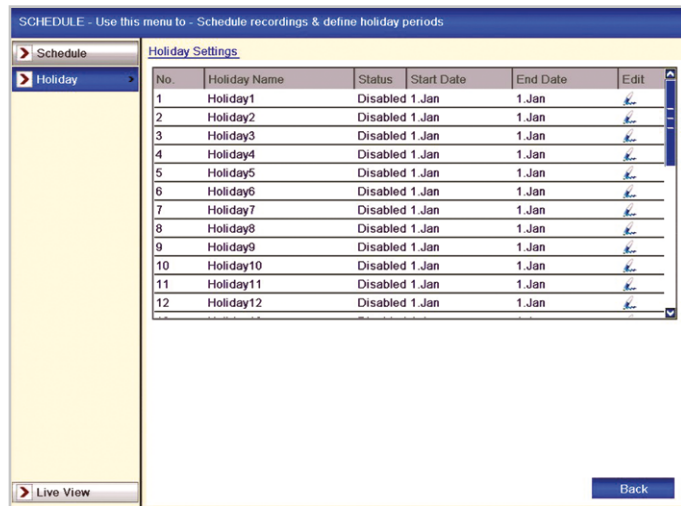 SCHEDULE - Use this menu to - Schedule recordings & define holiday periods
Schedule
Holiday
Holiday Settings
No. Holiday Name Status Start Date End Date Edit
1 Holiday1 Disabled 1.Jan 1.Jan
2 Holiday2 Disabled 1.Jan 1.Jan
3 Holiday3 Disabled 1.Jan 1.Jan
4 Holiday4 Disabled 1.Jan 1.Jan
5 Holiday5 Disabled 1.Jan 1.Jan
6 Holiday6 Disabled 1.Jan 1.Jan
7 Holiday7 Disabled 1.Jan 1.Jan
8 Holiday8 Disabled 1.Jan 1.Jan
9 Holiday9 Disabled 1.Jan 1.Jan
10 Holiday10 Disabled 1.Jan 1.Jan
11 Holiday11 Disabled 1.Jan 1.Jan
12 Holiday12 Disabled 1.Jan 1.Jan
Live View
Back